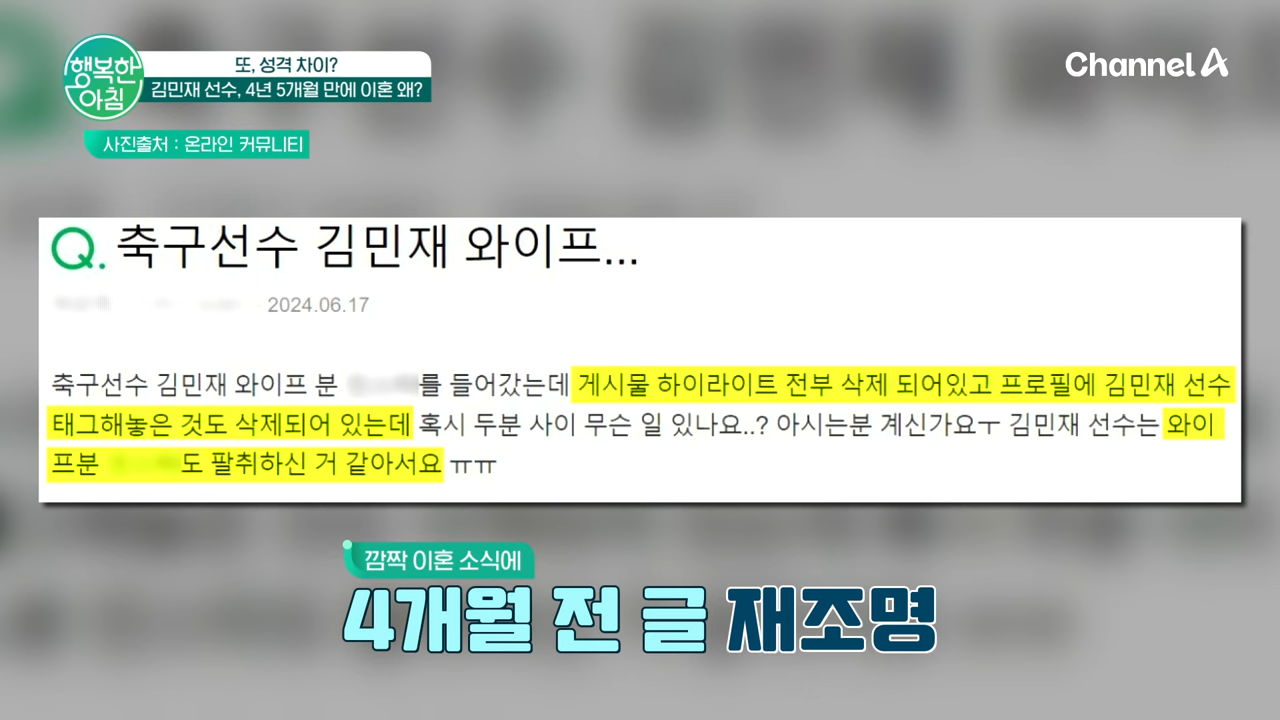 행복한
아침
또, 성격 차이?
김민재 선수, 4년 5개월 만에 이혼 왜?
Channel A
사진출처 : 온라인 커뮤니티
Q. 축구선수 김민재 와이프...
2024.06.17
축구선수 김민재 와이프 분 를 들어갔는데 게시물 하이라이트 전부 삭제 되어있고 프로필에 김민재 선수
태그해놓은 것도 삭제되어 있는데 혹시 두분 사이 무슨 일 있나요..? 아시는분 계신가요ㅜ 김민재 선수는 와이
프분 도 팔취하신 거 같아서요 ㅠㅠ
깜짝 이혼 소식에
4개월 전 글 재조명